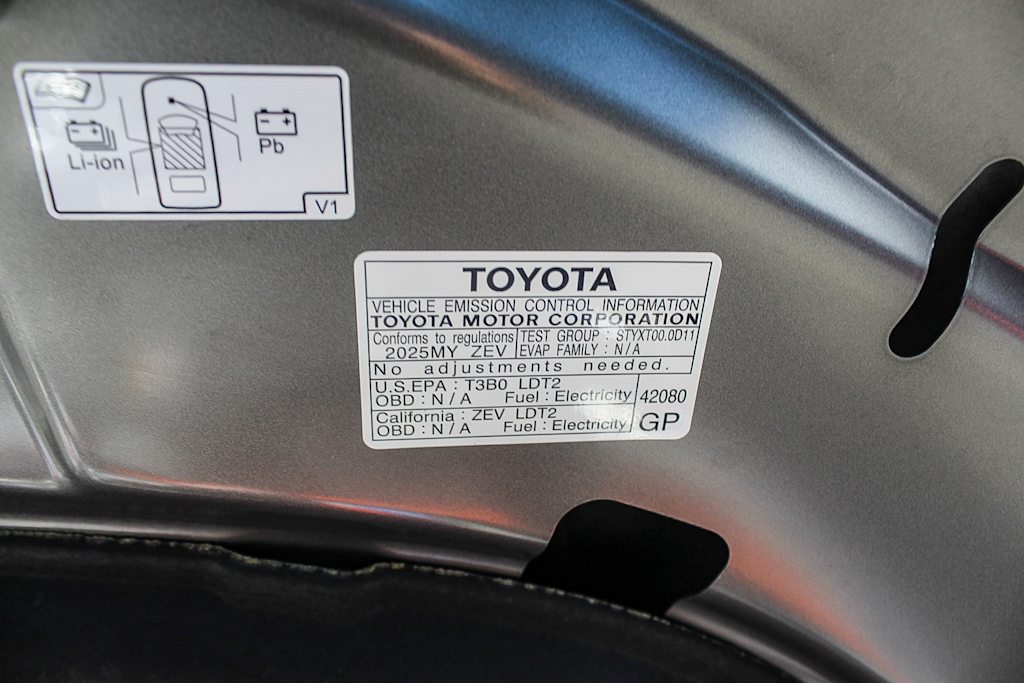 Li-ion
Pb
V1
TOYOTA
VEHICLE EMISSION CONTROL INFORMATION
TOYOTA MOTOR CORPORATION
Conforms to regulations
2025MY ZEV
TEST GROUP : STYXT00.0D11
EVAP FAMILY : N/A
No adjustments needed.
U.S.EPA : T3B0 LDT2
OBD : N/A Fuel : Electricity
California : ZEV LDT2
OBD : N/A Fuel : Electricity
42080
GP